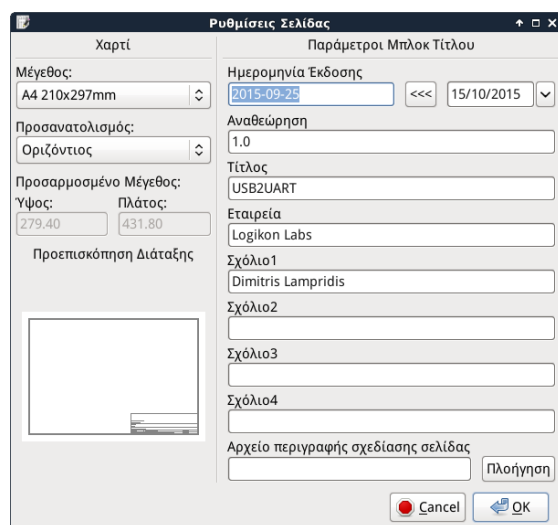 Ρυθμίσεις Σελίδας
Χαρτί
Μέγεθος:
A4 210x297mm
Προσανατολισμός:
Οριζόντιος
Προσαρμοσμένο Μέγεθος:
Ύψος: Πλάτος:
279.40 431.80
Προεπισκόπηση Διάταξης
Παράμετροι Μπλοκ Τίτλου
Ημερομηνία Έκδοσης
2015-09-25 <<< 15/10/2015
Αναθεώρηση
1.0
Τίτλος
USB2UART
Εταιρεία
Logikon Labs
Σχόλιο1
Dimitris Lampridis
Σχόλιο2
Σχόλιο3
Σχόλιο4
Αρχείο περιγραφής σχεδίασης σελίδας
Πλοήγηση
Cancel OK